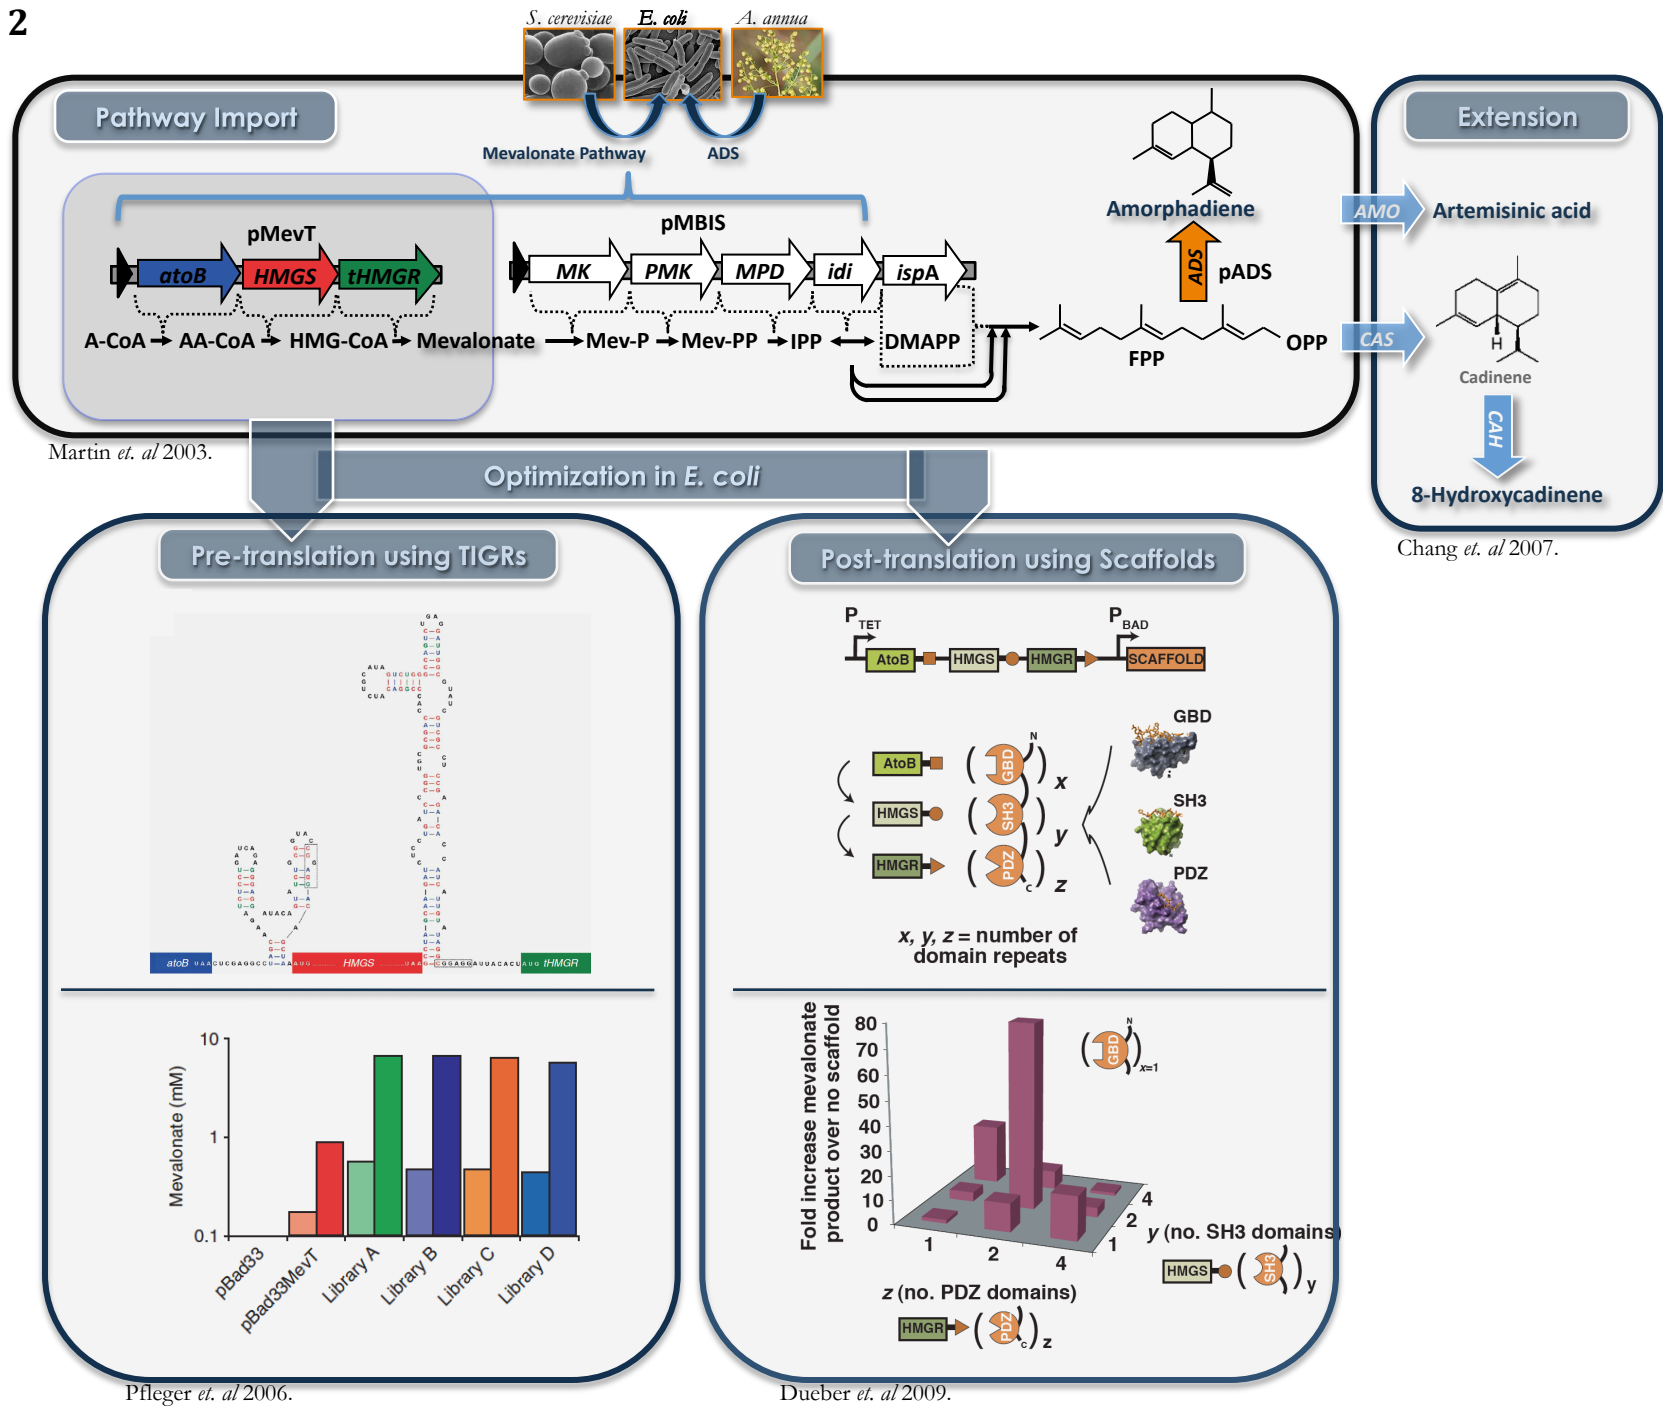 2
S. cerevisiae
E. coli
A. annua
Pathway Import
Mevalonate Pathway
ADS
pMevT
atoB
HMGS
tHMGR
pMBIS
MK
PMK
MPD
idi
ispA
A-CoA
AA-CoA
HMG-CoA
Mevalonate
Mev-P
Mev-PP
IPP
DMAPP
FPP
OPP
Amorphadiene
ADS
pADS
Extension
AMO
Artemisinic acid
CAS
H
Cadinene
CAH
8-Hydroxycadinene
Martin et. al 2003.
Chang et. al 2007.
Optimization in E. coli
Pre-translation using TIGRs
atoB
UAACUCGAGGCCU
AUG
HMGS
UAA
CGGAGGAUUACACU
AUG
tHMGR
Mevalonate (mM)
10
1
0.1
pBad33
pBad33MevT
Library A
Library B
Library C
Library D
Pfleger et. al 2006.
Post-translation using Scaffolds
PTET
PBAD
AtoB
HMGS
HMGR
SCAFFOLD
AtoB
( GBD ) x
N
HMGS
( SH3 ) y
HMGR
( PDZ ) z
C
GBD
SH3
PDZ
x, y, z = number of
domain repeats
Fold increase mevalonate
product over no scaffold
80
70
60
50
40
30
20
10
0
1
2
4
1
2
4
N
( GBD ) x=1
y (no. SH3 domains)
HMGS
( SH3 ) y
z (no. PDZ domains)
HMGR
( PDZ ) z
C
Dueber et. al 2009.